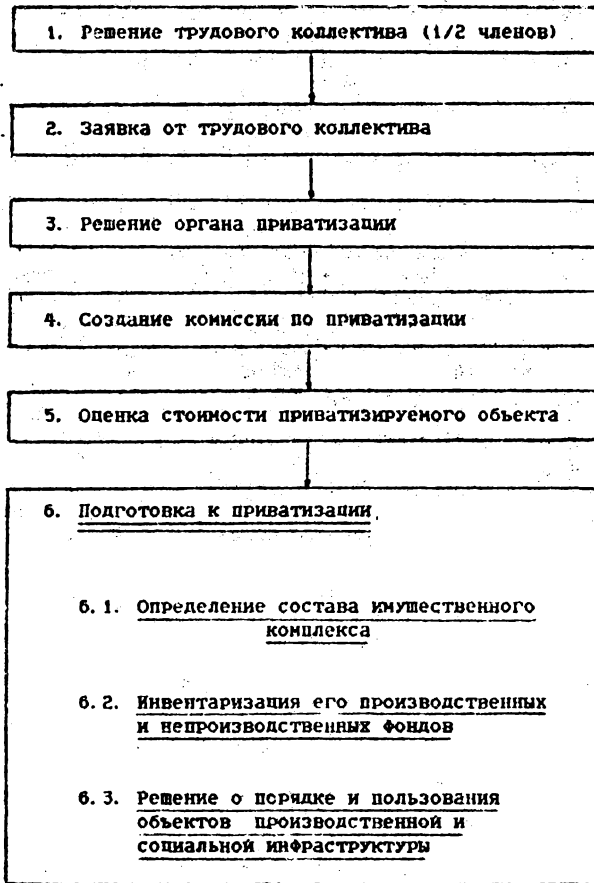 1. Решение трудового коллектива (1/2 членов)
2. Заявка от трудового коллектива
3. Решение органа приватизации
4. Создание комиссии по приватизации
5. Оценка стоимости приватизируемого объекта
6. Подготовка к приватизации
6.1. Определение состава имущественного
комплекса
6.2. Инвентаризация его производственных
и непроизводственных фондов
6.3. Решение о порядке и пользования
объектов производственной и
социальной инфраструктуры